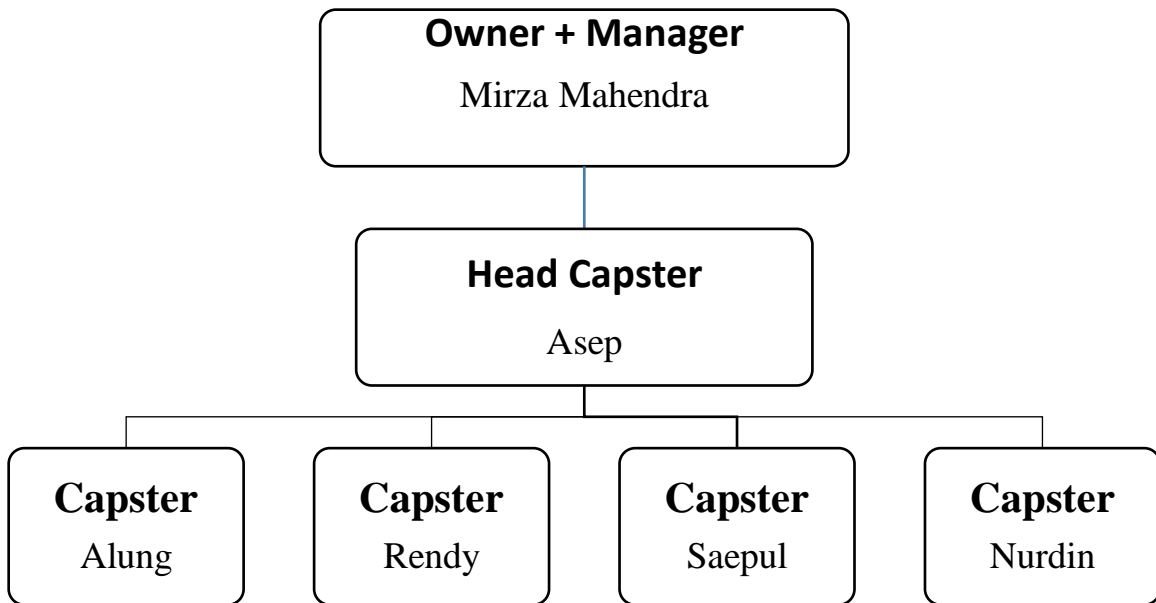 Owner + Manager
Mirza Mahendra
Head Capster
Asep
Capster
Alung
Capster
Rendy
Capster
Saepul
Capster
Nurdin